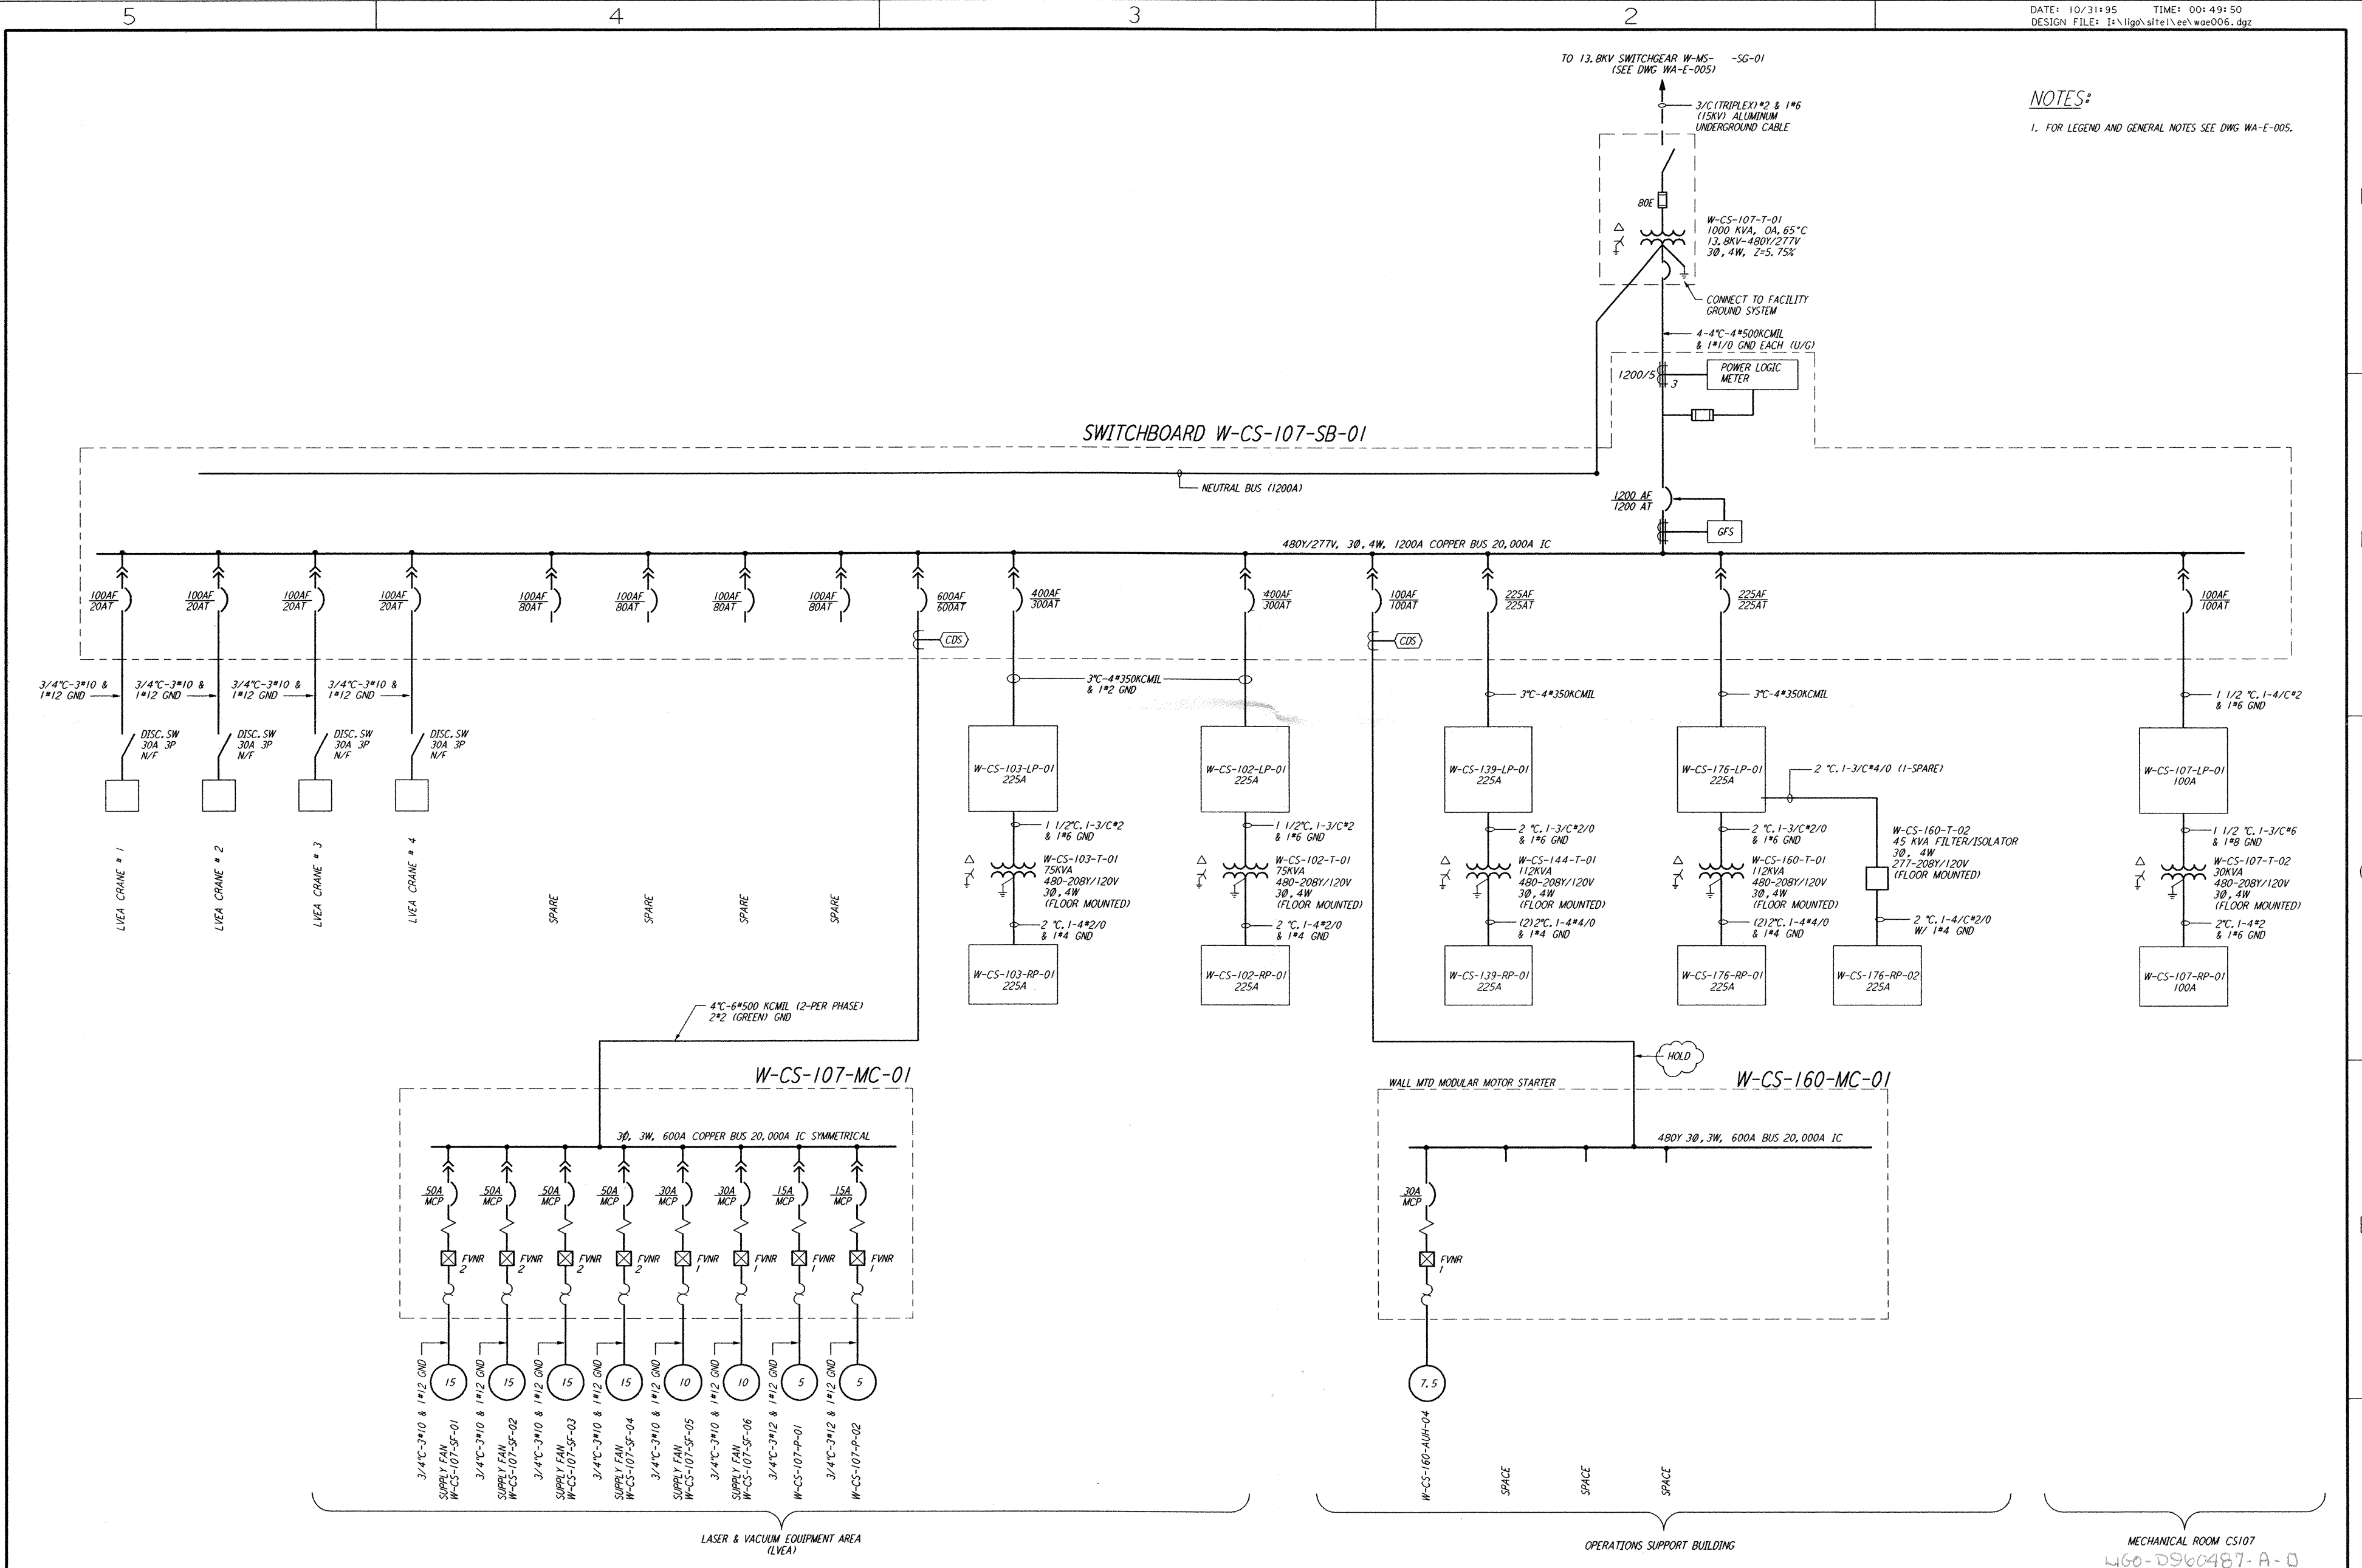 5
4
3
2
DATE: 10/31:95 TIME: 00:49:50
DESIGN FILE: I:\ligo\site1\ee\wae006.dgz
TO 13.8KV SWITCHGEAR W-MS- -SG-01
(SEE DWG WA-E-005)
3/C(TRIPLEX)#2 & 1#6
(15KV) ALUMINUM
UNDERGROUND CABLE
NOTES:
1. FOR LEGEND AND GENERAL NOTES SEE DWG WA-E-005.
80E
W-CS-107-T-01
1000 KVA, OA, 65°C
13.8KV-480Y/277V
3Ø, 4W, Z=5.75%
CONNECT TO FACILITY
GROUND SYSTEM
4-4"C-4#500KCMIL
& 1#1/0 GND EACH (U/G)
1200/5
3
POWER LOGIC
METER
SWITCHBOARD W-CS-107-SB-01
NEUTRAL BUS (1200A)
1200 AF
1200 AT
GFS
480Y/277V, 3Ø, 4W, 1200A COPPER BUS 20,000A IC
100AF
20AT
100AF
20AT
100AF
20AT
100AF
20AT
100AF
80AT
100AF
80AT
100AF
80AT
100AF
80AT
600AF
600AT
400AF
300AT
400AF
300AT
100AF
100AT
225AF
225AT
225AF
225AT
100AF
100AT
CDS
CDS
3/4"C-3#10 &
1#12 GND
3/4"C-3#10 &
1#12 GND
3/4"C-3#10 &
1#12 GND
3/4"C-3#10 &
1#12 GND
3"C-4#350KCMIL
& 1#2 GND
3"C-4#350KCMIL
3"C-4#350KCMIL
1 1/2 "C. 1-4/C#2
& 1#6 GND
DISC. SW
30A 3P
N/F
DISC. SW
30A 3P
N/F
DISC. SW
30A 3P
N/F
DISC. SW
30A 3P
N/F
W-CS-103-LP-01
225A
W-CS-102-LP-01
225A
W-CS-139-LP-01
225A
W-CS-176-LP-01
225A
2 "C. 1-3/C#4/0 (1-SPARE)
W-CS-107-LP-01
100A
LVEA CRANE # 1
LVEA CRANE # 2
LVEA CRANE # 3
LVEA CRANE # 4
SPARE
SPARE
SPARE
SPARE
1 1/2"C. 1-3/C#2
& 1#6 GND
W-CS-103-T-01
75KVA
480-208Y/120V
3Ø, 4W
(FLOOR MOUNTED)
2 "C. 1-4#2/0
& 1#4 GND
1 1/2"C. 1-3/C#2
& 1#6 GND
W-CS-102-T-01
75KVA
480-208Y/120V
3Ø, 4W
(FLOOR MOUNTED)
2 "C. 1-4#2/0
& 1#4 GND
2 "C. 1-3/C#2/0
& 1#6 GND
W-CS-144-T-01
112KVA
480-208Y/120V
3Ø, 4W
(FLOOR MOUNTED)
(2)2"C. 1-4#4/0
& 1#4 GND
2 "C. 1-3/C#2/0
& 1#6 GND
W-CS-160-T-01
112KVA
480-208Y/120V
3Ø, 4W
(FLOOR MOUNTED)
(2)2"C. 1-4#4/0
& 1#4 GND
W-CS-160-T-02
45 KVA FILTER/ISOLATOR
3Ø, 4W
277-208Y/120V
(FLOOR MOUNTED)
2 "C. 1-4/C#2/0
W/ 1#4 GND
1 1/2 "C. 1-3/C#6
& 1#8 GND
W-CS-107-T-02
30KVA
480-208Y/120V
3Ø, 4W
(FLOOR MOUNTED)
2"C. 1-4#2
& 1#6 GND
W-CS-103-RP-01
225A
W-CS-102-RP-01
225A
W-CS-139-RP-01
225A
W-CS-176-RP-01
225A
W-CS-176-RP-02
225A
W-CS-107-RP-01
100A
4"C-6#500 KCMIL (2-PER PHASE)
2#2 (GREEN) GND
HOLD
W-CS-107-MC-01
WALL MTD MODULAR MOTOR STARTER
W-CS-160-MC-01
3Ø, 3W, 600A COPPER BUS 20,000A IC SYMMETRICAL
480Y 3Ø, 3W, 600A BUS 20,000A IC
50A
MCP
50A
MCP
50A
MCP
50A
MCP
30A
MCP
30A
MCP
15A
MCP
15A
MCP
30A
MCP
FVNR
2
FVNR
2
FVNR
2
FVNR
2
FVNR
1
FVNR
1
FVNR
1
FVNR
1
FVNR
1
3/4"C-3#10 & 1#12 GND
3/4"C-3#10 & 1#12 GND
3/4"C-3#10 & 1#12 GND
3/4"C-3#10 & 1#12 GND
3/4"C-3#10 & 1#12 GND
3/4"C-3#10 & 1#12 GND
3/4"C-3#12 & 1#12 GND
3/4"C-3#12 & 1#12 GND
15
15
15
15
10
10
5
5
7.5
SUPPLY FAN
W-CS-107-SF-01
SUPPLY FAN
W-CS-107-SF-02
SUPPLY FAN
W-CS-107-SF-03
SUPPLY FAN
W-CS-107-SF-04
SUPPLY FAN
W-CS-107-SF-05
SUPPLY FAN
W-CS-107-SF-06
W-CS-107-P-01
W-CS-107-P-02
W-CS-160-AUH-04
SPACE
SPACE
SPACE
LASER & VACUUM EQUIPMENT AREA
(LVEA)
OPERATIONS SUPPORT BUILDING
MECHANICAL ROOM CS107
LIGO-D960487-A-D